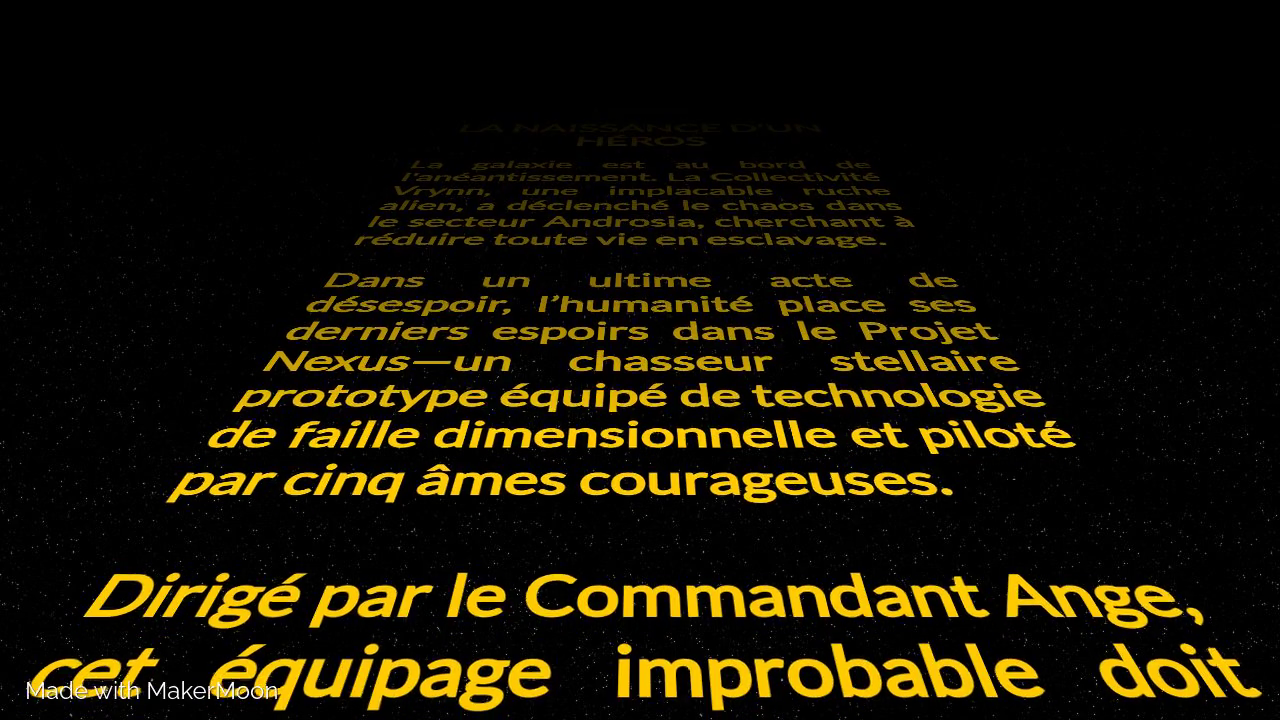 LA NAISSANCE D'UN
HÉROS
La galaxie est au bord de
l'anéantissement. La Collectivité
Vrynn, une implacable ruche
alien, a déclenché le chaos dans
le secteur Androsia, cherchant à
réduire toute vie en esclavage.
Dans un ultime acte de
désespoir, l’humanité place ses
derniers espoirs dans le Projet
Nexus—un chasseur stellaire
prototype équipé de technologie
de faille dimensionnelle et piloté
par cinq âmes courageuses.
Dirigé par le Commandant Ange,
cet équipage improbable doit
Made with MakerMoon